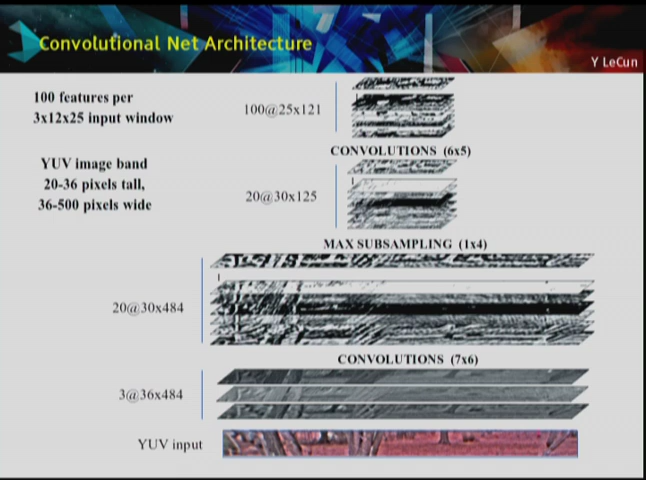 Convolutional Net Architecture
Y LeCun
100 features per
3x12x25 input window
100@25x121
CONVOLUTIONS (6x5)
YUV image band
20-36 pixels tall,
36-500 pixels wide
20@30x125
MAX SUBSAMPLING (1x4)
20@30x484
CONVOLUTIONS (7x6)
3@36x484
YUV input